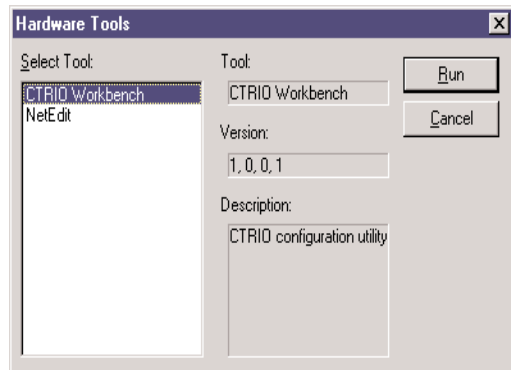 Hardware Tools
Select Tool:
CTRIO Workbench
NetEdit
Tool:
CTRIO Workbench
Version:
1, 0, 0, 1
Description:
CTRIO configuration utility
Run
Cancel